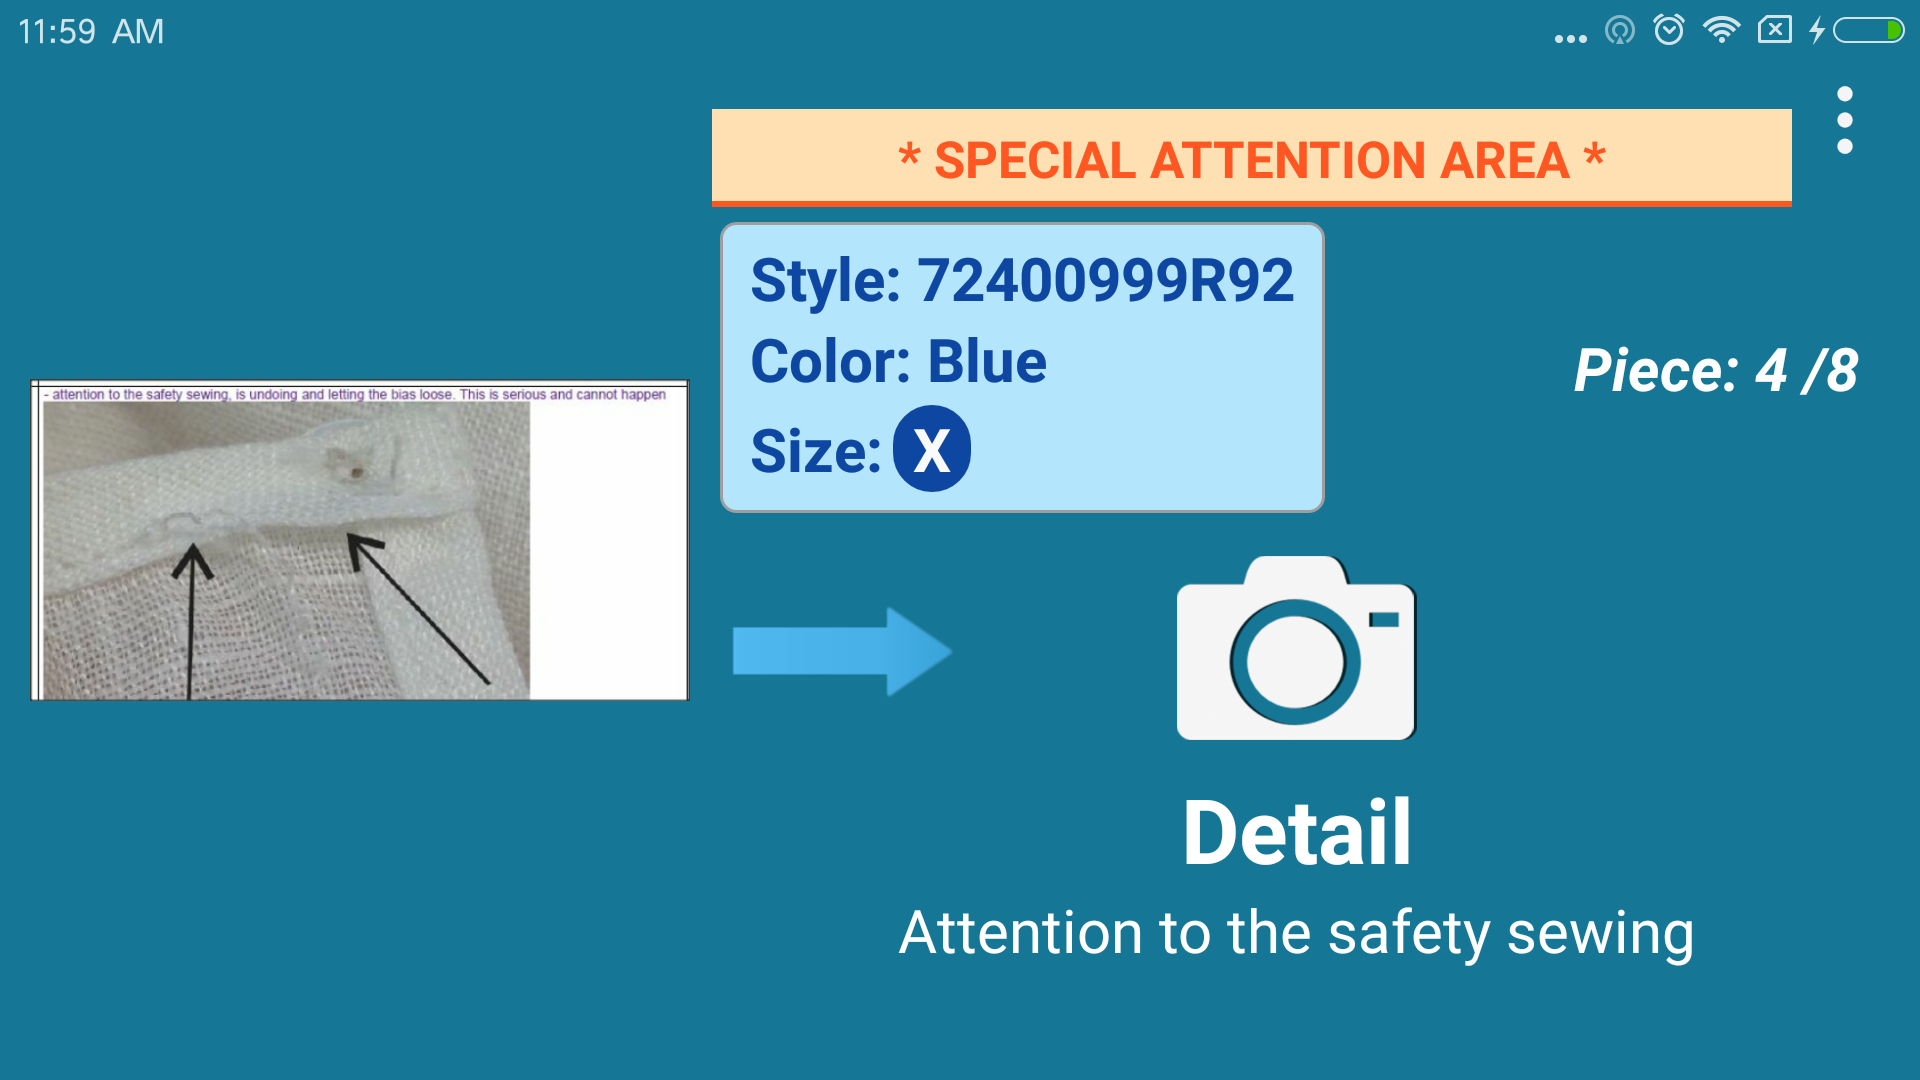 11:59 AM
* SPECIAL ATTENTION AREA *
Style: 72400999R92
Color: Blue
Size: X
Piece: 4 /8
- attention to the safety sewing, is undoing and letting the bias loose. This is serious and cannot happen
Detail
Attention to the safety sewing